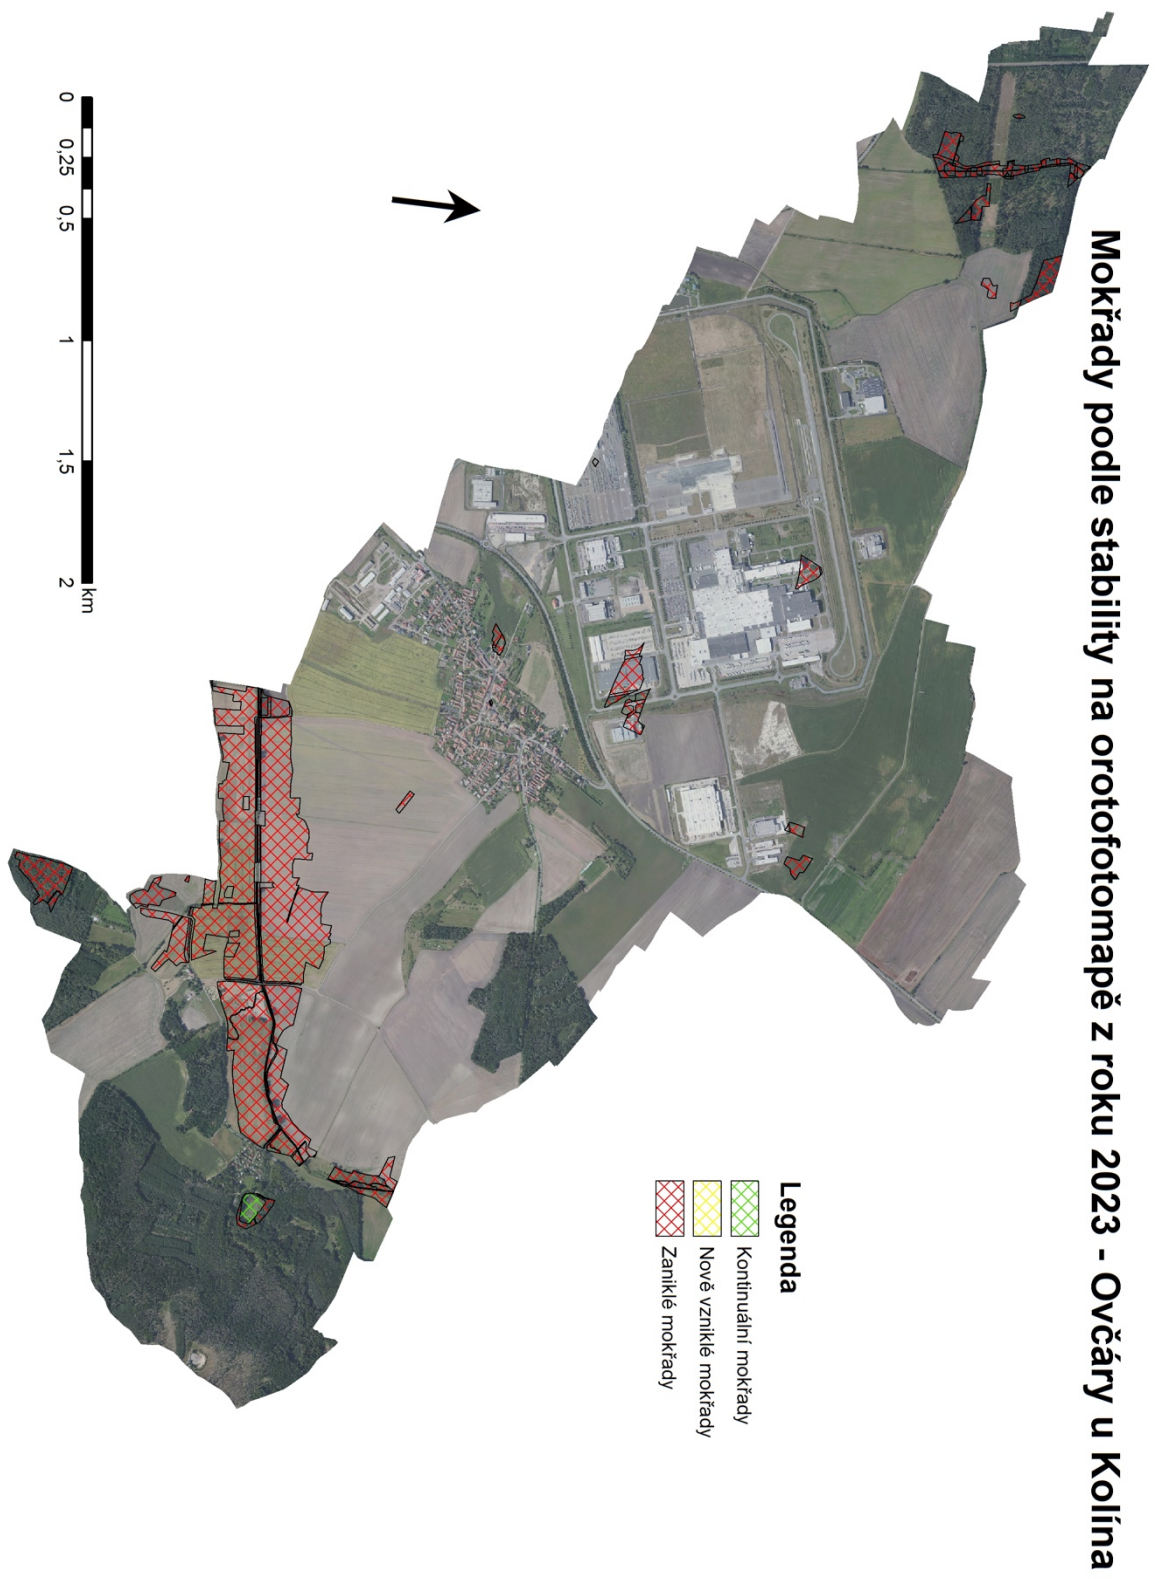 Mokřady podle stability na orotofotomapě z roku 2023 - Ovčáry u Kolína
Legenda
Kontinuální mokřady
Nově vzniklé mokřady
Zaniklé mokřady
0 0,25 0,5 1 1,5 2
km